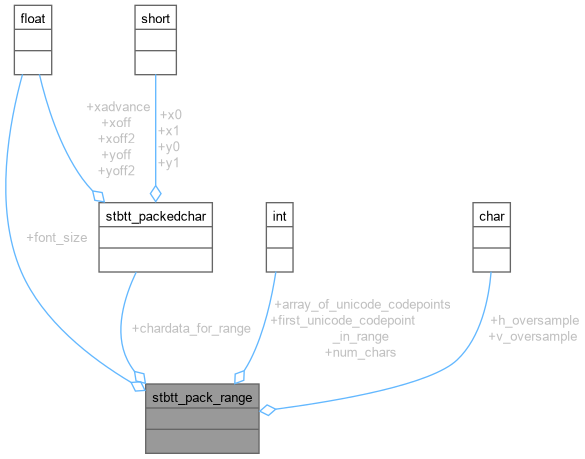 float
short
+xadvance
+xoff
+xoff2
+yoff
+yoff2
+x0
+x1
+y0
+y1
stbtt_packedchar
int
char
+font_size
+chardata_for_range
+array_of_unicode_codepoints
+first_unicode_codepoint
_in_range
+num_chars
+h_oversample
+v_oversample
stbtt_pack_range